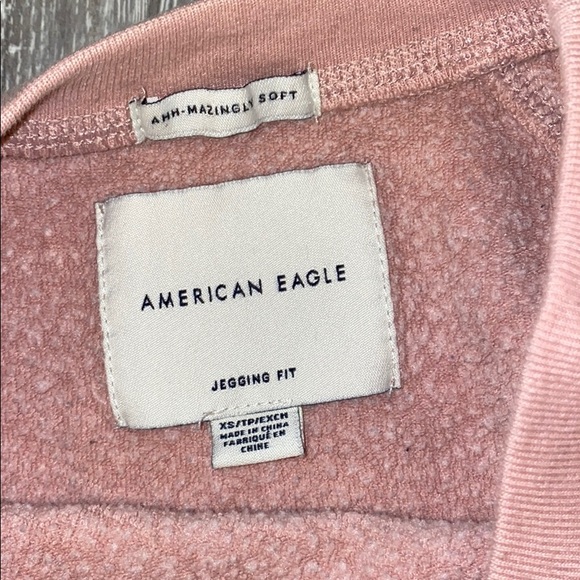 AHH-MAZINGLY SOFT
AMERICAN EAGLE
JEGGING FIT
XS/TP/EXCH
MADE IN CHINA
FABRIQUÉ EN
CHINE